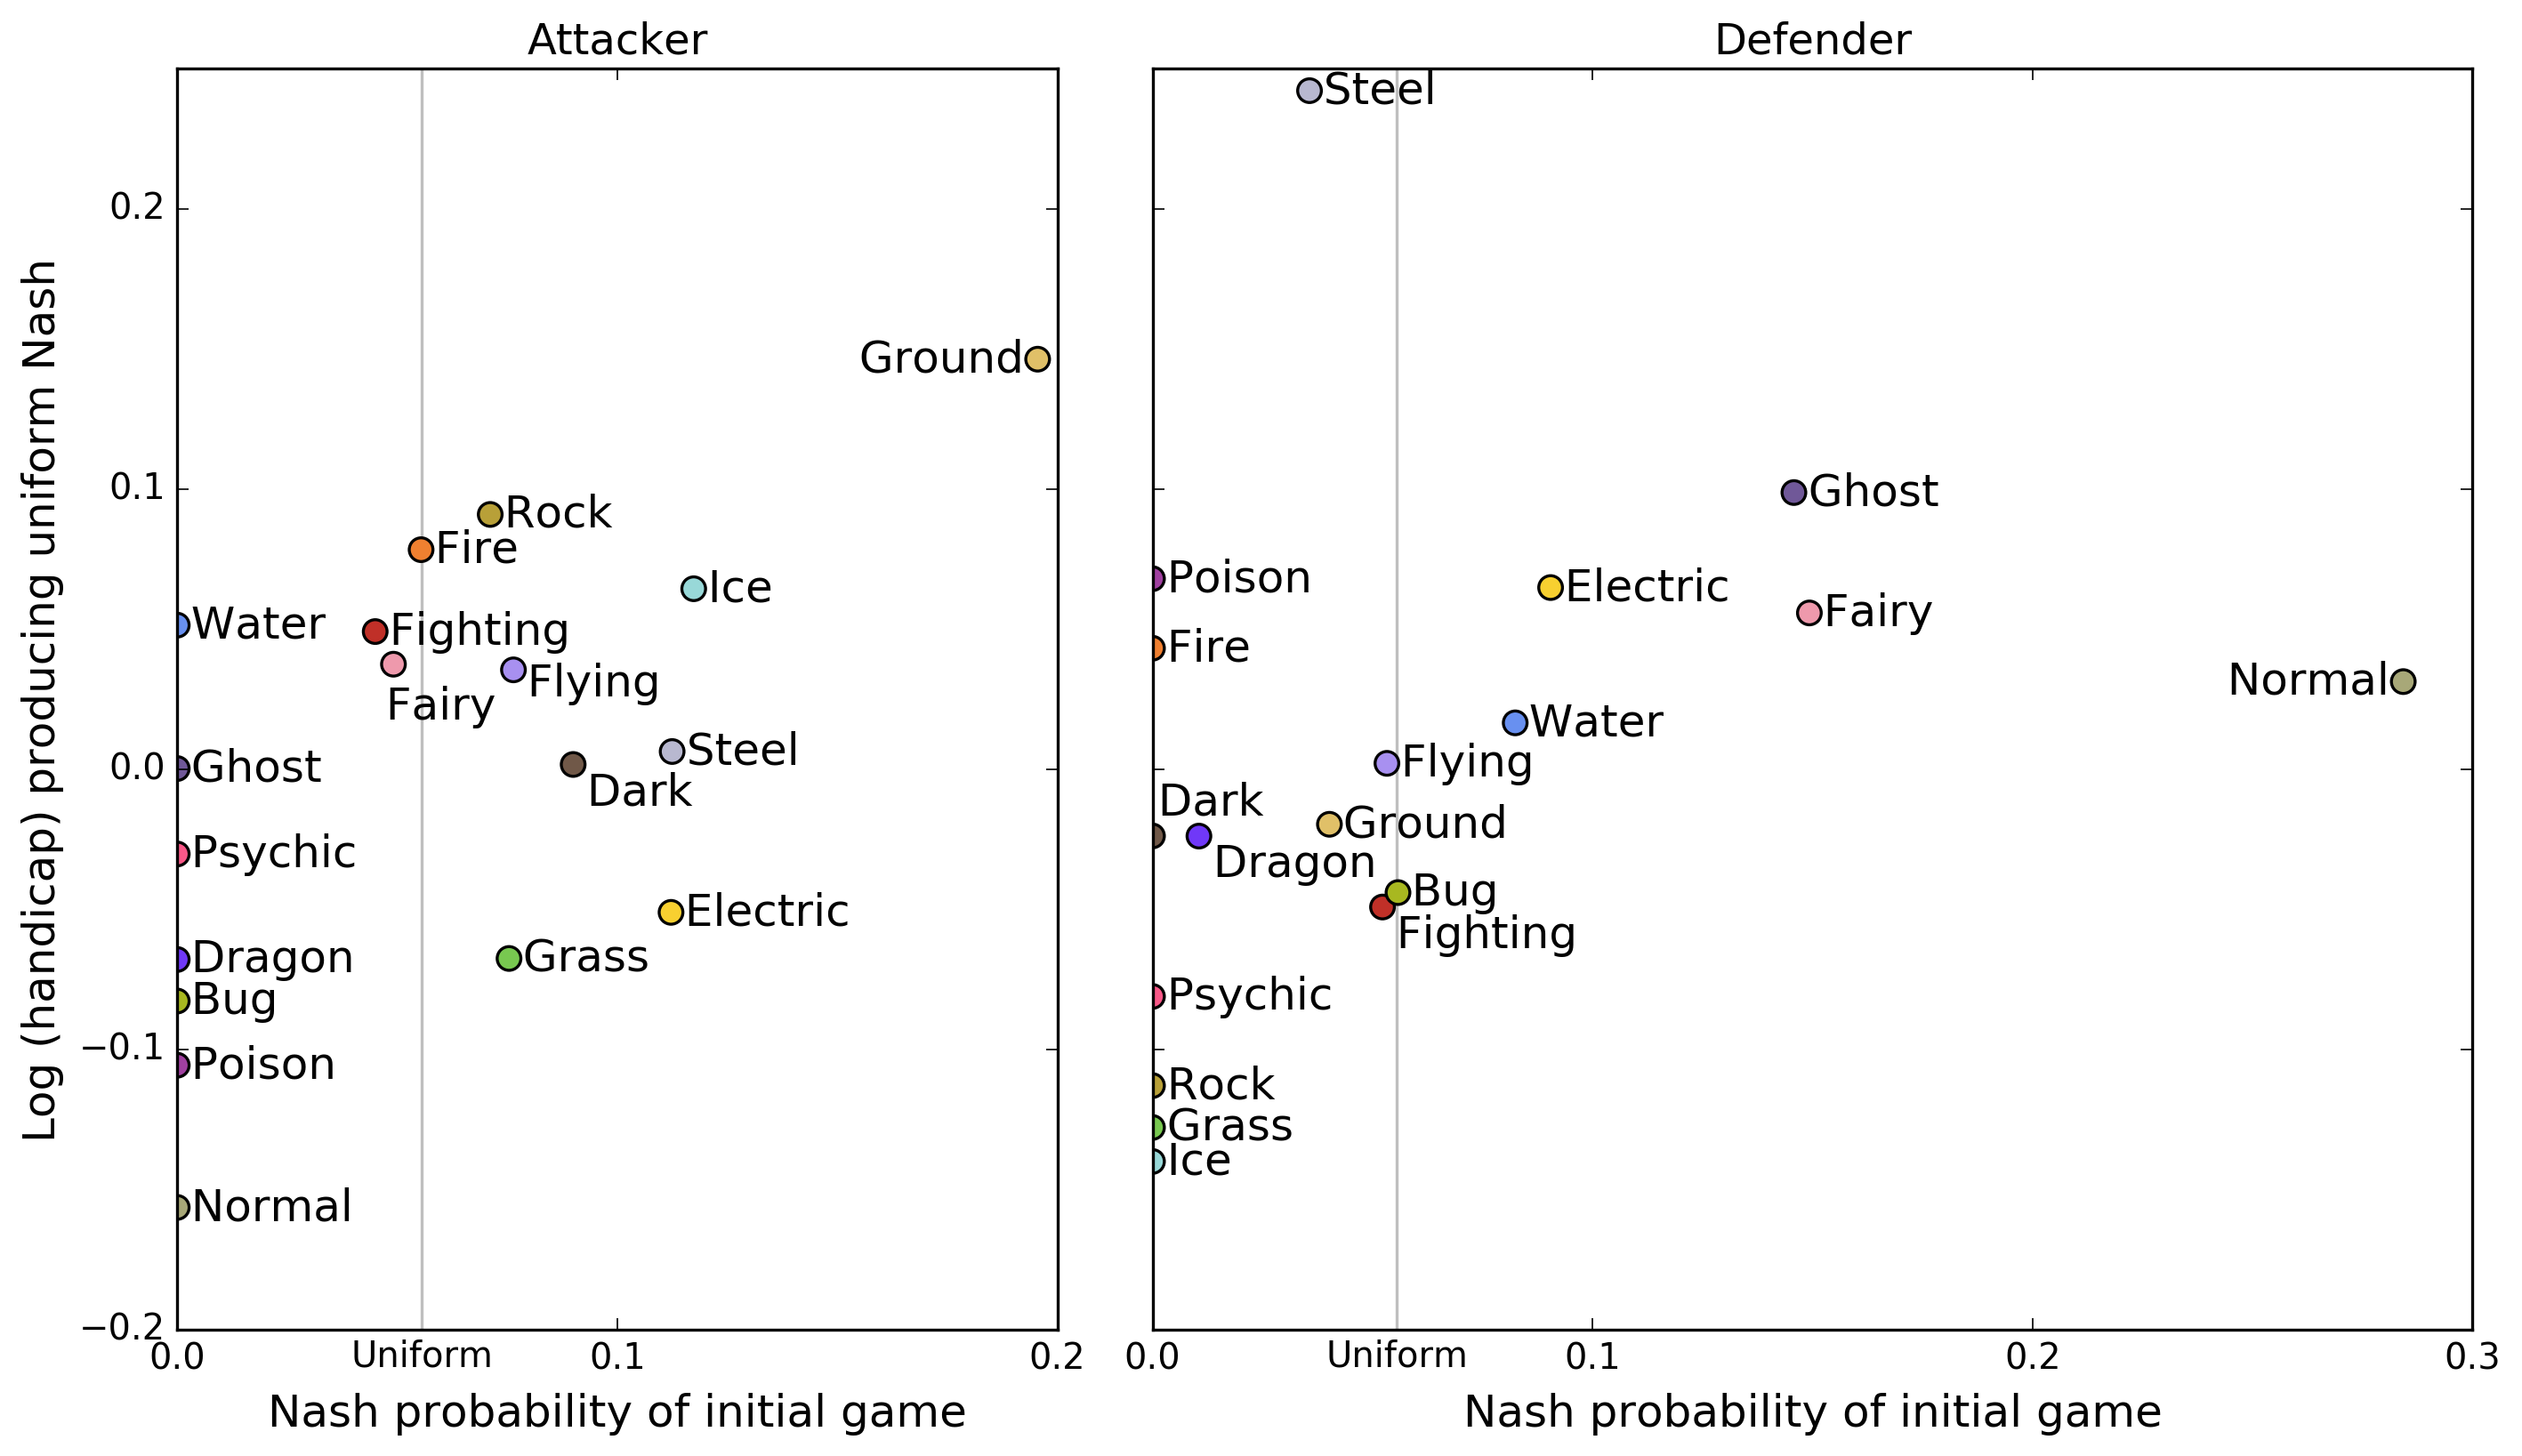 Attacker
Defender
Log (handicap) producing uniform Nash
0.2
0.1
0.0
−0.1
−0.2
Ground
Rock
Fire
Ice
Water
Fighting
Fairy
Flying
Steel
Ghost
Dark
Psychic
Electric
Dragon
Grass
Bug
Poison
Normal
0.0
Uniform
0.1
0.2
Nash probability of initial game
Steel
Ghost
Poison
Electric
Fairy
Fire
Normal
Water
Flying
Dark
Ground
Dragon
Bug
Fighting
Psychic
Rock
Grass
Ice
0.0
Uniform
0.1
0.2
0.3
Nash probability of initial game